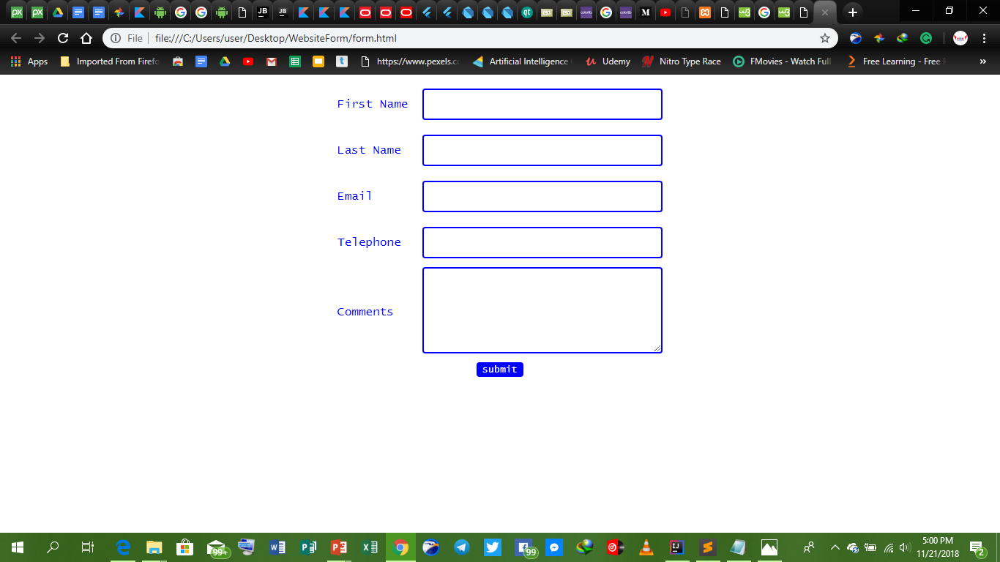 File
file:///C:/Users/user/Desktop/WebsiteForm/form.html
Apps
Imported From Firefo
https://www.pexels.c
Artificial Intelligence
Udemy
Nitro Type Race
FMovies - Watch Full
Free Learning - Free
First Name
Last Name
Email
Telephone
Comments
submit
99+
99
5:00 PM
11/21/2018
2